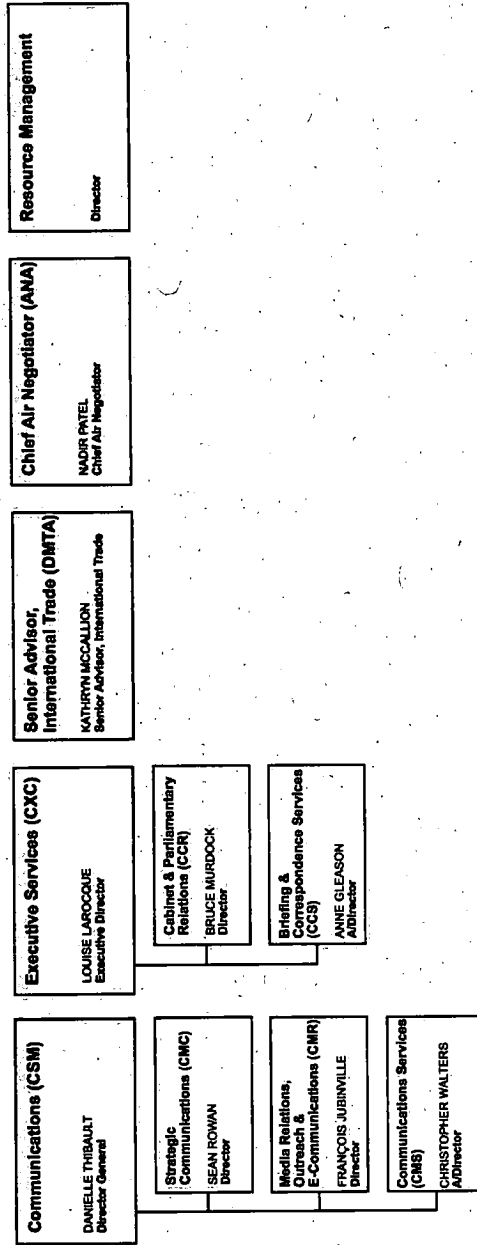 Communications (CSM)
DANIELLE THIBAULT
Director General
Strategic
Communications (CMC)
SEAN ROWAN
Director
Media Relations,
Outreach &
E-Communications (CMR)
FRANÇOIS JUBINVILLE
Director
Communications Services
(CMS)
CHRISTOPHER WALTERS
A/Director
Executive Services (CXC)
LOUISE LAROCQUE
Executive Director
Cabinet & Parliamentary
Relations (CCR)
BRUCE MURDOCK
Director
Briefing &
Correspondence Services
(CCS)
ANNE GLEASON
A/Director
Senior Advisor,
International Trade (DMTA)
KATHRYN MCCALLION
Senior Advisor, International Trade
Chief Air Negotiator (ANA)
NADIR PATEL
Chief Air Negotiator
Resource Management
Director